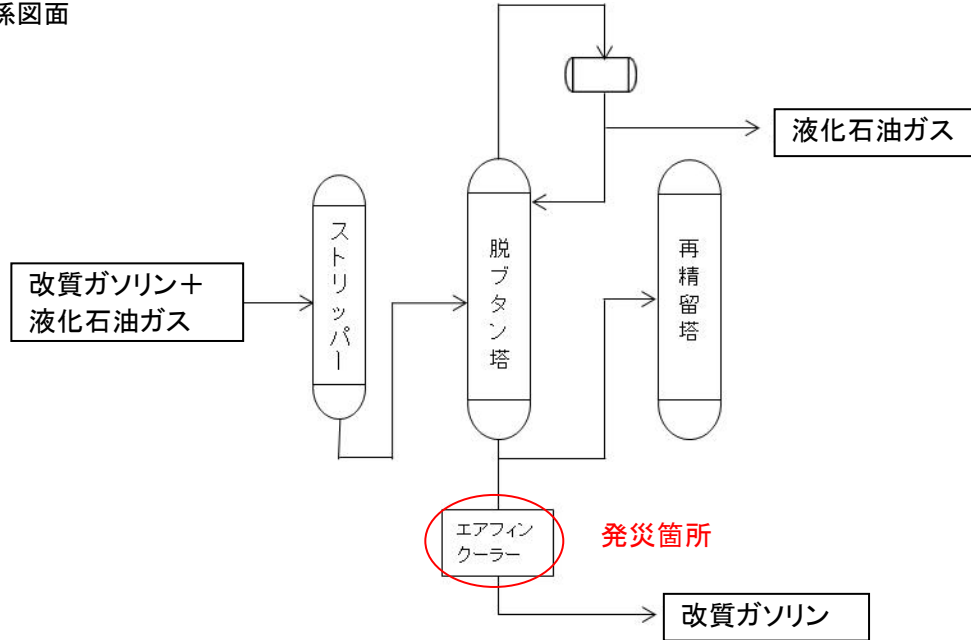 係図面
液化石油ガス
ストリッパー
脱ブタン塔
再精留塔
改質ガソリン＋
液化石油ガス
エアフィン
クーラー
発災箇所
改質ガソリン